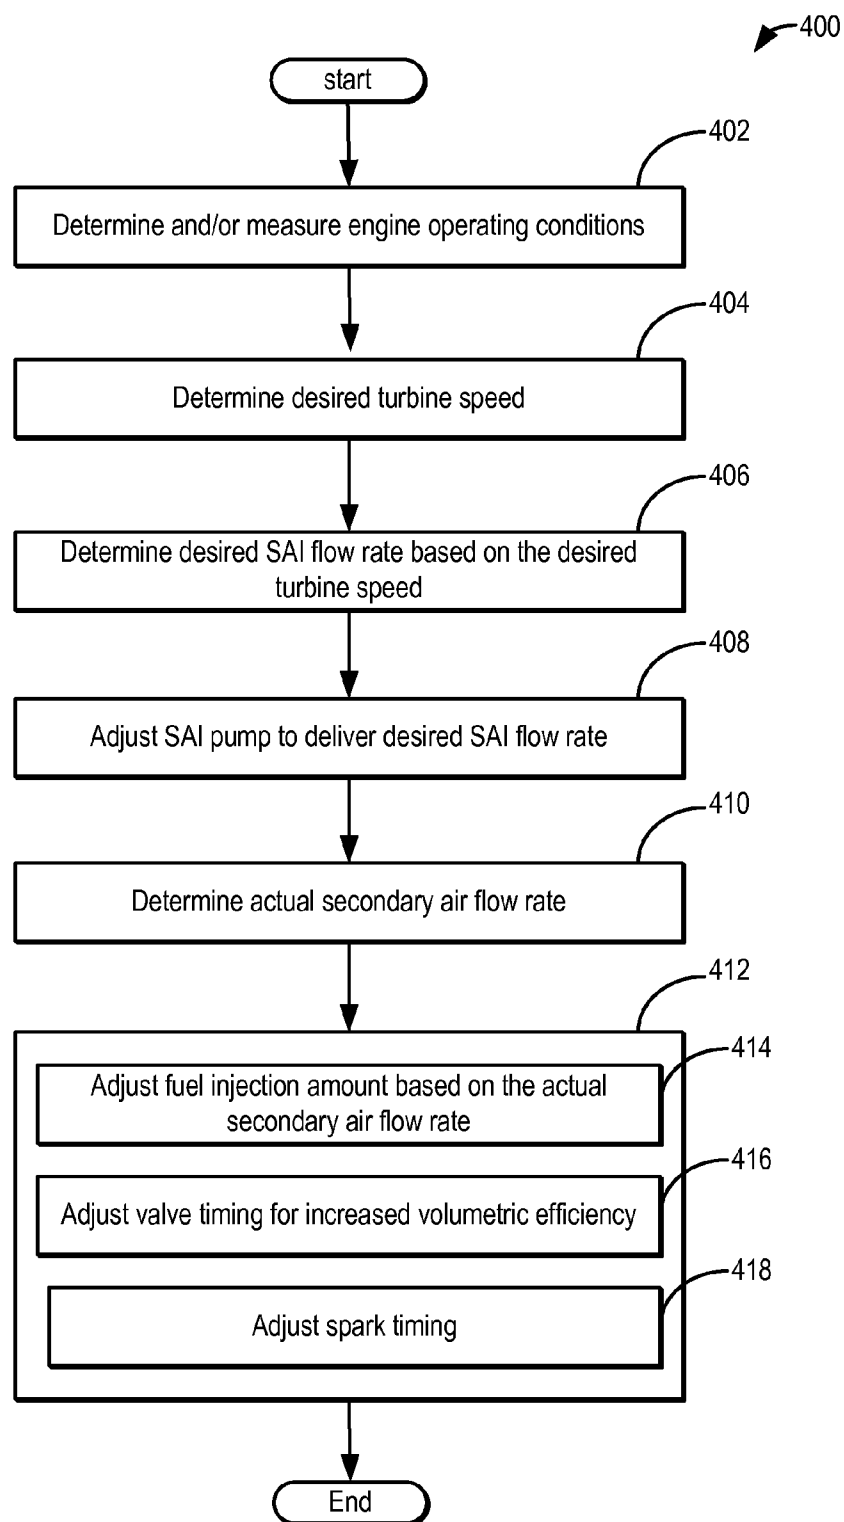 400
start
402
Determine and/or measure engine operating conditions
404
Determine desired turbine speed
406
Determine desired SAI flow rate based on the desired
turbine speed
408
Adjust SAI pump to deliver desired SAI flow rate
410
Determine actual secondary air flow rate
412
414
Adjust fuel injection amount based on the actual
secondary air flow rate
416
Adjust valve timing for increased volumetric efficiency
418
Adjust spark timing
End